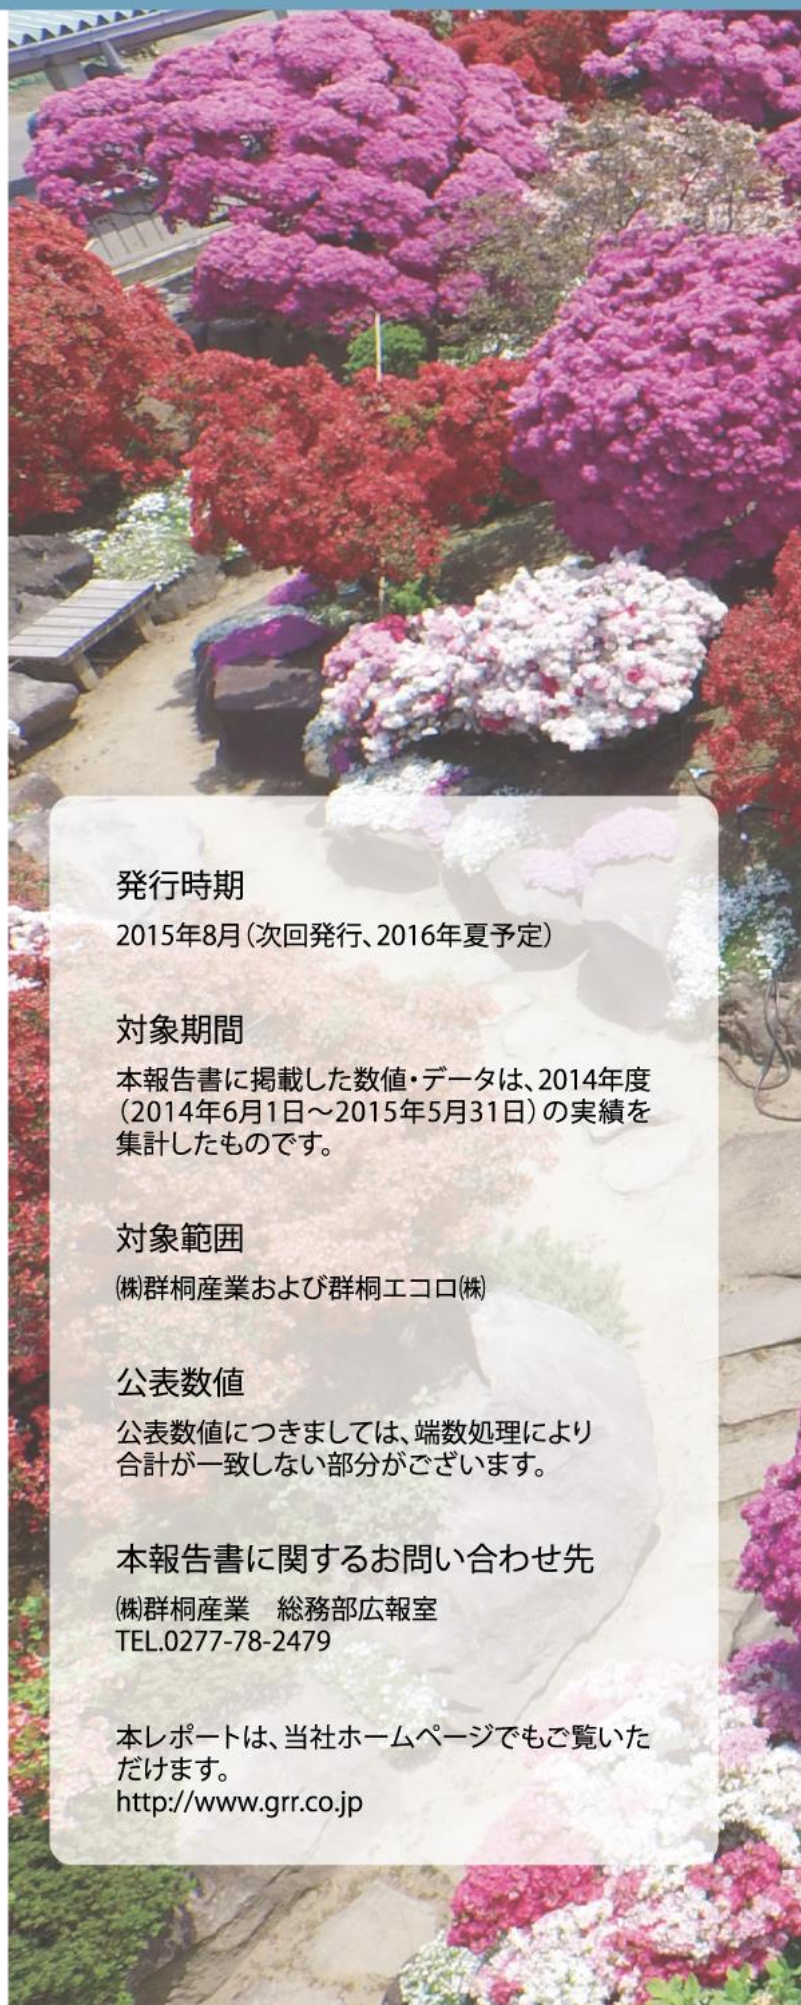 発行時期
2015年8月（次回発行、2016年夏予定）
対象期間
本報告書に掲載した数値・データは、2014年度
（2014年6月1日～2015年5月31日）の実績を
集計したものです。
対象範囲
㈱群桐産業および群桐エコロ㈱
公表数値
公表数値につきましては、端数処理により
合計が一致しない部分がございます。
本報告書に関するお問い合わせ先
㈱群桐産業　総務部広報室
TEL.0277-78-2479
本レポートは、当社ホームページでもご覧いた
だけます。
http://www.grr.co.jp